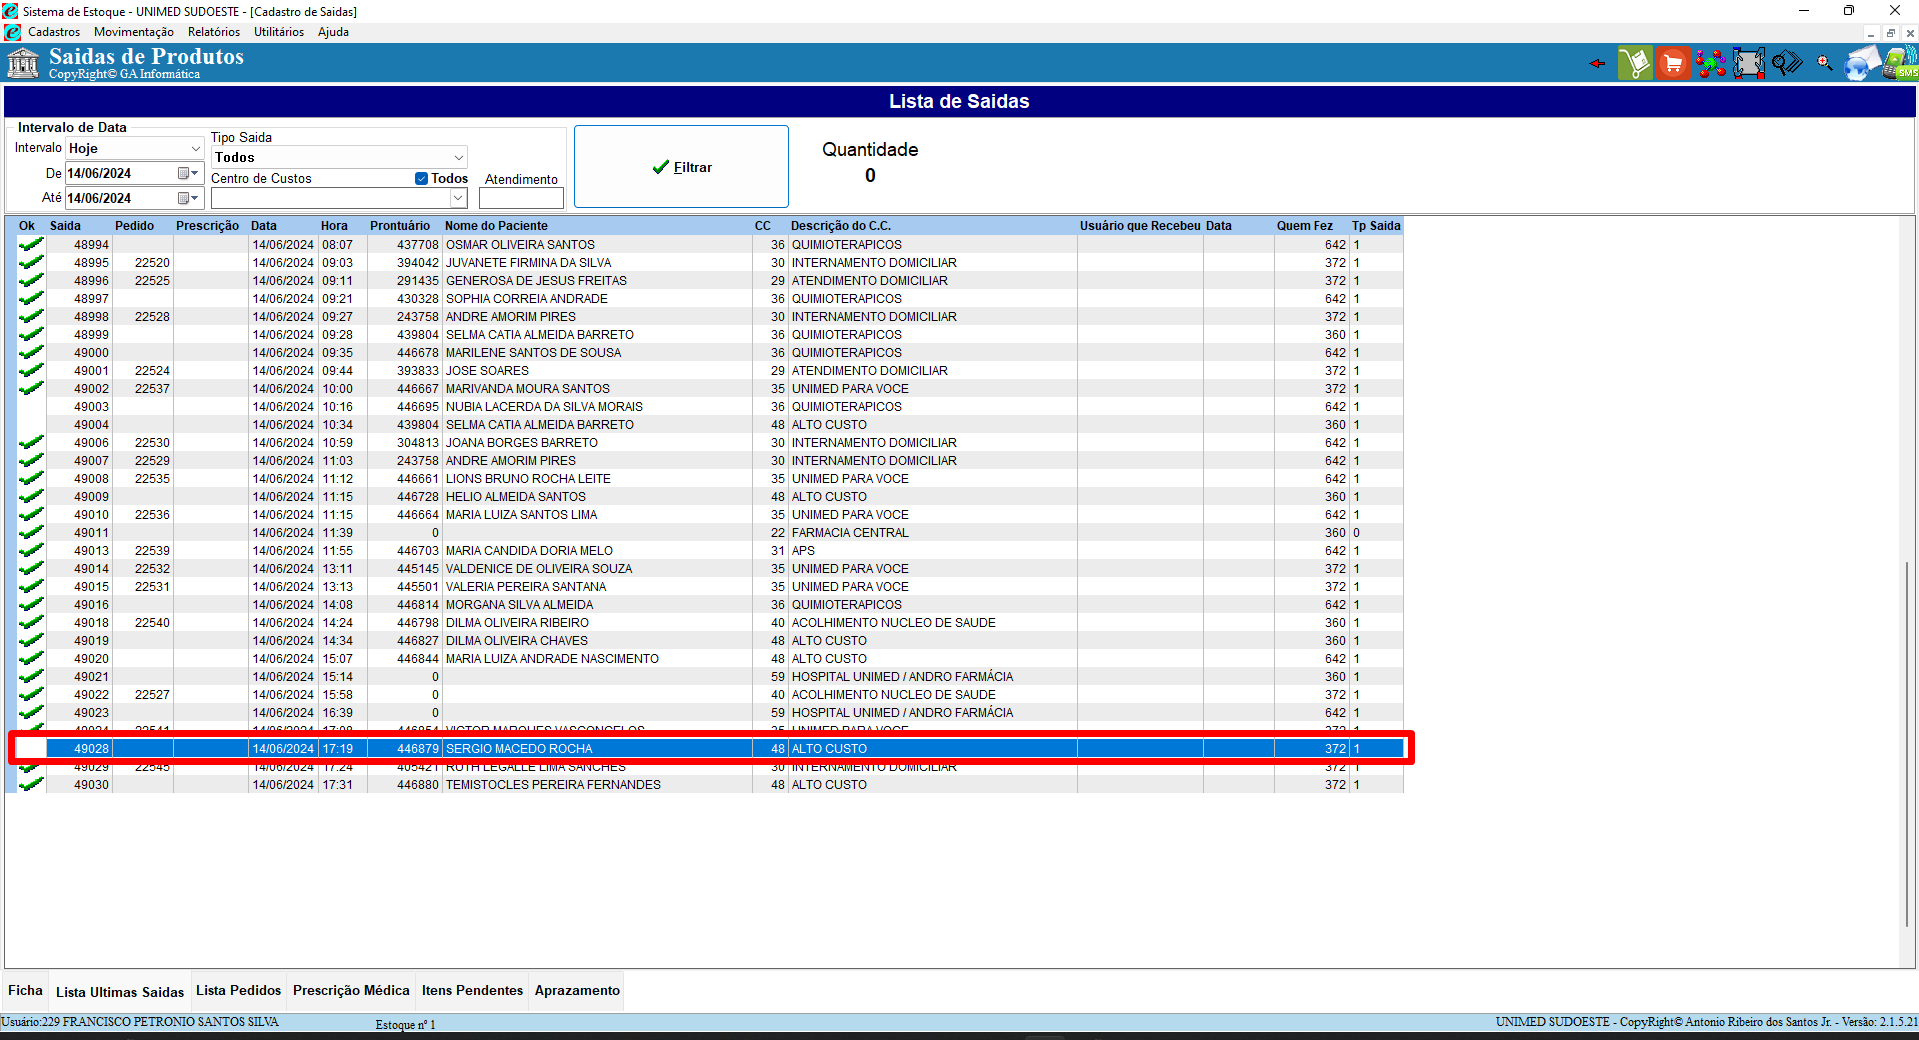 Sistema de Estoque - UNIMED SUDOESTE - [Cadastro de Saidas]
Cadastros Movimentação Relatórios Utilitários Ajuda
Saidas de Produtos
CopyRight© GA Informática
SMS
Lista de Saidas
Intervalo de Data
Intervalo Hoje
De 14/06/2024
Até 14/06/2024
Tipo Saida
Todos
Centro de Custos Todos
Atendimento
Filtrar
Quantidade
0
Ok Saida Pedido Prescrição Data Hora Prontuário Nome do Paciente CC Descrição do C.C. Usuário que Recebeu Data Quem Fez Tp Saida
48994 14/06/2024 08:07 437708 OSMAR OLIVEIRA SANTOS 36 QUIMIOTERAPICOS 642 1
48995 22520 14/06/2024 09:03 394042 JUVANETE FIRMINA DA SILVA 30 INTERNAMENTO DOMICILIAR 372 1
48996 22525 14/06/2024 09:11 291435 GENEROSA DE JESUS FREITAS 29 ATENDIMENTO DOMICILIAR 372 1
48997 14/06/2024 09:21 430328 SOPHIA CORREIA ANDRADE 36 QUIMIOTERAPICOS 642 1
48998 22528 14/06/2024 09:27 243758 ANDRE AMORIM PIRES 30 INTERNAMENTO DOMICILIAR 372 1
48999 14/06/2024 09:28 439804 SELMA CATIA ALMEIDA BARRETO 36 QUIMIOTERAPICOS 360 1
49000 14/06/2024 09:35 446678 MARILENE SANTOS DE SOUSA 36 QUIMIOTERAPICOS 642 1
49001 22524 14/06/2024 09:44 393833 JOSE SOARES 29 ATENDIMENTO DOMICILIAR 372 1
49002 22537 14/06/2024 10:00 446667 MARIVANDA MOURA SANTOS 35 UNIMED PARA VOCE 372 1
49003 14/06/2024 10:16 446695 NUBIA LACERDA DA SILVA MORAIS 36 QUIMIOTERAPICOS 642 1
49004 14/06/2024 10:34 439804 SELMA CATIA ALMEIDA BARRETO 48 ALTO CUSTO 360 1
49006 22530 14/06/2024 10:59 304813 JOANA BORGES BARRETO 30 INTERNAMENTO DOMICILIAR 642 1
49007 22529 14/06/2024 11:03 243758 ANDRE AMORIM PIRES 30 INTERNAMENTO DOMICILIAR 642 1
49008 22535 14/06/2024 11:12 446661 LIONS BRUNO ROCHA LEITE 35 UNIMED PARA VOCE 642 1
49009 14/06/2024 11:15 446728 HELIO ALMEIDA SANTOS 48 ALTO CUSTO 360 1
49010 22536 14/06/2024 11:15 446664 MARIA LUIZA SANTOS LIMA 35 UNIMED PARA VOCE 642 1
49011 14/06/2024 11:39 0 22 FARMACIA CENTRAL 360 0
49013 22539 14/06/2024 11:55 446703 MARIA CANDIDA DORIA MELO 31 APS 642 1
49014 22532 14/06/2024 13:11 445145 VALDENICE DE OLIVEIRA SOUZA 35 UNIMED PARA VOCE 372 1
49015 22531 14/06/2024 13:13 445501 VALERIA PEREIRA SANTANA 35 UNIMED PARA VOCE 372 1
49016 14/06/2024 14:08 446814 MORGANA SILVA ALMEIDA 36 QUIMIOTERAPICOS 642 1
49018 22540 14/06/2024 14:24 446798 DILMA OLIVEIRA RIBEIRO 40 ACOLHIMENTO NUCLEO DE SAUDE 360 1
49019 14/06/2024 14:34 446827 DILMA OLIVEIRA CHAVES 48 ALTO CUSTO 360 1
49020 14/06/2024 15:07 446844 MARIA LUIZA ANDRADE NASCIMENTO 48 ALTO CUSTO 642 1
49021 14/06/2024 15:14 0 59 HOSPITAL UNIMED / ANDRO FARMÁCIA 360 1
49022 22527 14/06/2024 15:58 0 40 ACOLHIMENTO NUCLEO DE SAUDE 372 1
49023 14/06/2024 16:39 0 59 HOSPITAL UNIMED / ANDRO FARMÁCIA 642 1
49024 22541 14/06/2024 17:08 446854 VICTOR MARQUES VASCONCELOS 35 UNIMED PARA VOCE 372 1
49028 14/06/2024 17:19 446879 SERGIO MACEDO ROCHA 48 ALTO CUSTO 372 1
49029 22545 14/06/2024 17:24 405421 RUTH LEGALLE LIMA SANCHES 30 INTERNAMENTO DOMICILIAR 372 1
49030 14/06/2024 17:31 446880 TEMISTOCLES PEREIRA FERNANDES 48 ALTO CUSTO 372 1
Ficha Lista Ultimas Saidas Lista Pedidos Prescrição Médica Itens Pendentes Aprazamento
Usuário:229 FRANCISCO PETRONIO SANTOS SILVA Estoque nº 1 UNIMED SUDOESTE - CopyRight© Antonio Ribeiro dos Santos Jr. - Versão: 2.1.5.21